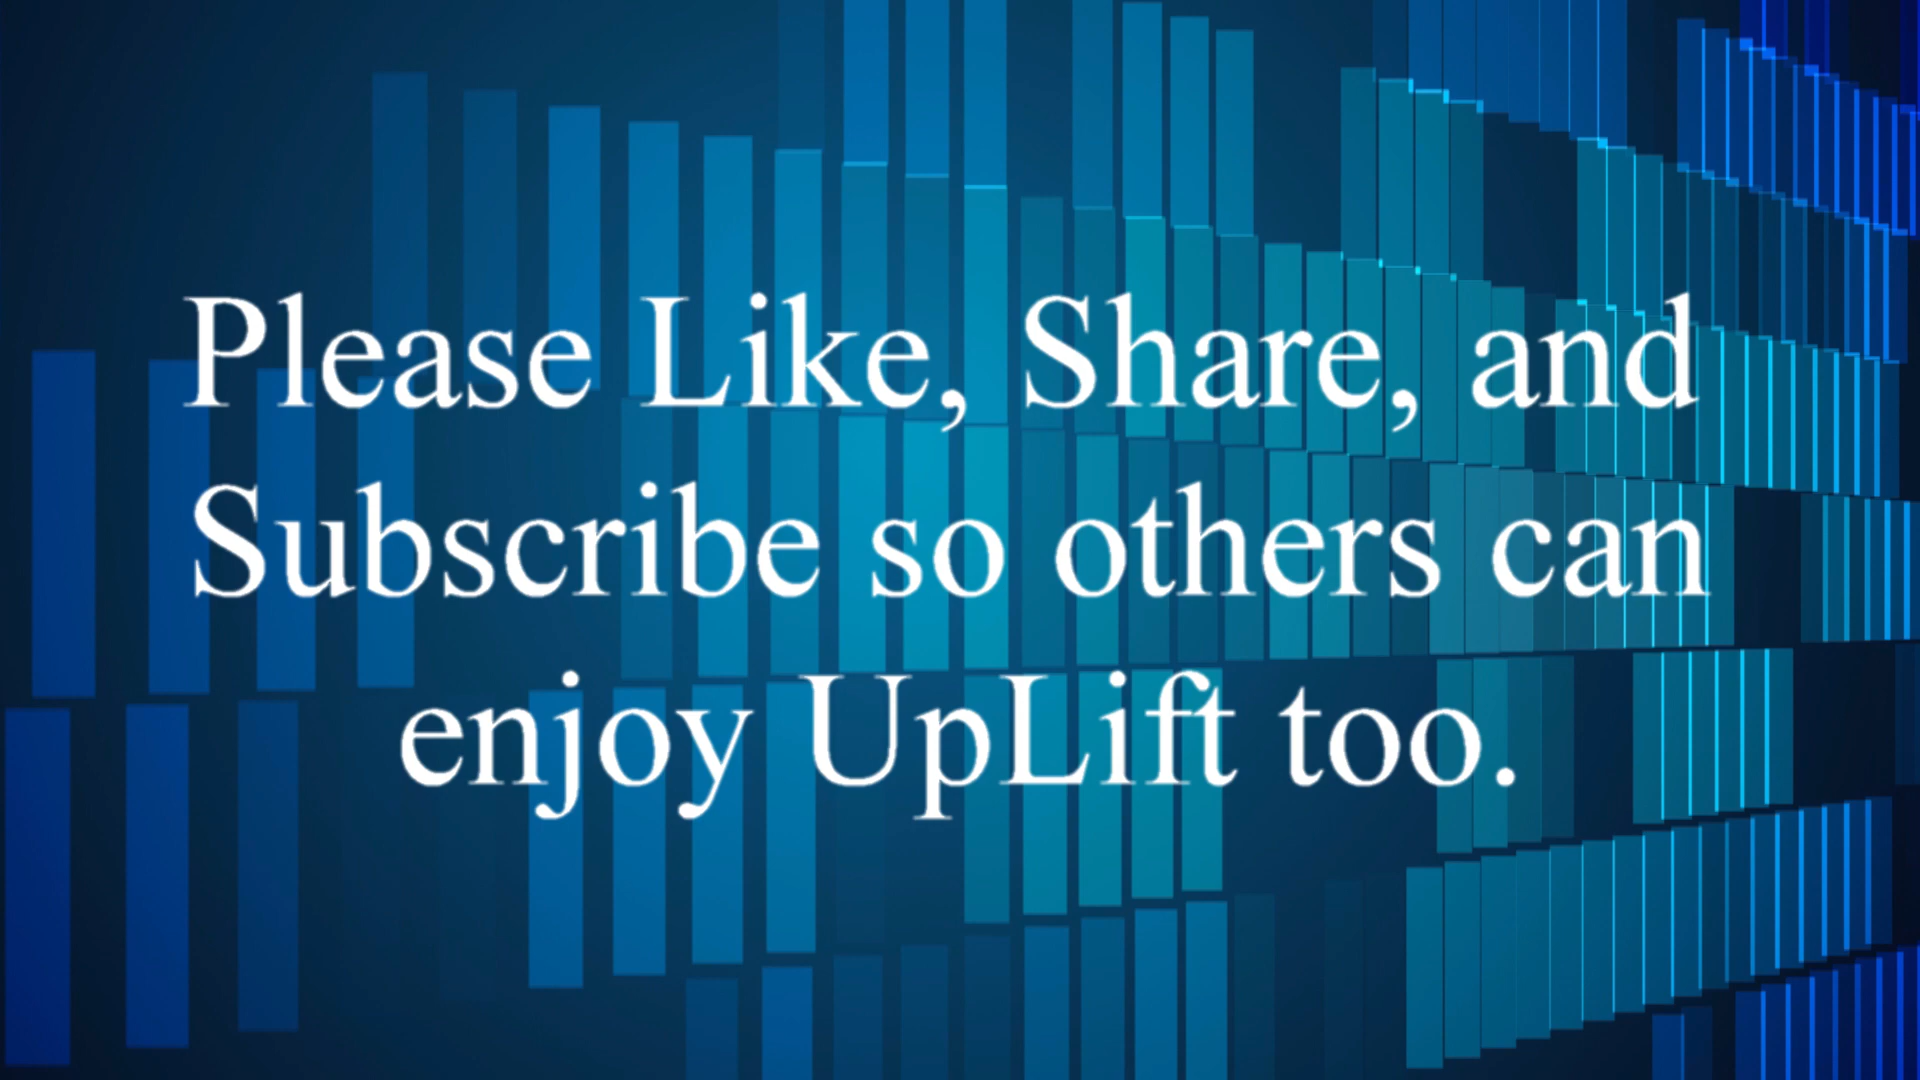 Please Like, Share, and
Subscribe so others can
enjoy UpLift too.